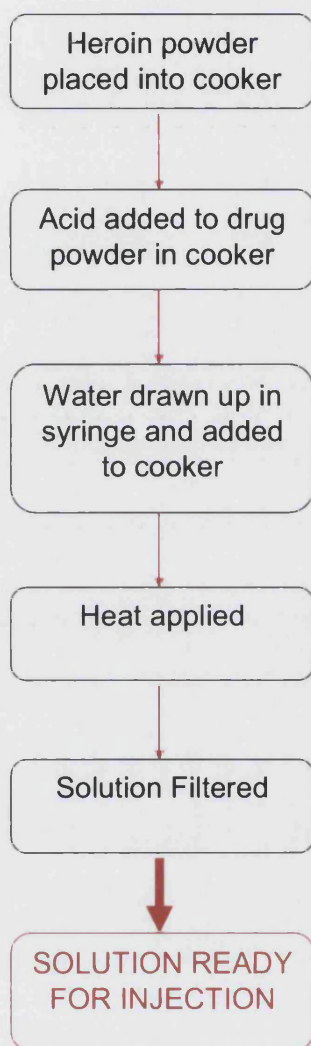 Heroin powder
placed into cooker
Acid added to drug
powder in cooker
Water drawn up in
syringe and added
to cooker
Heat applied
Solution Filtered
SOLUTION READY
FOR INJECTION